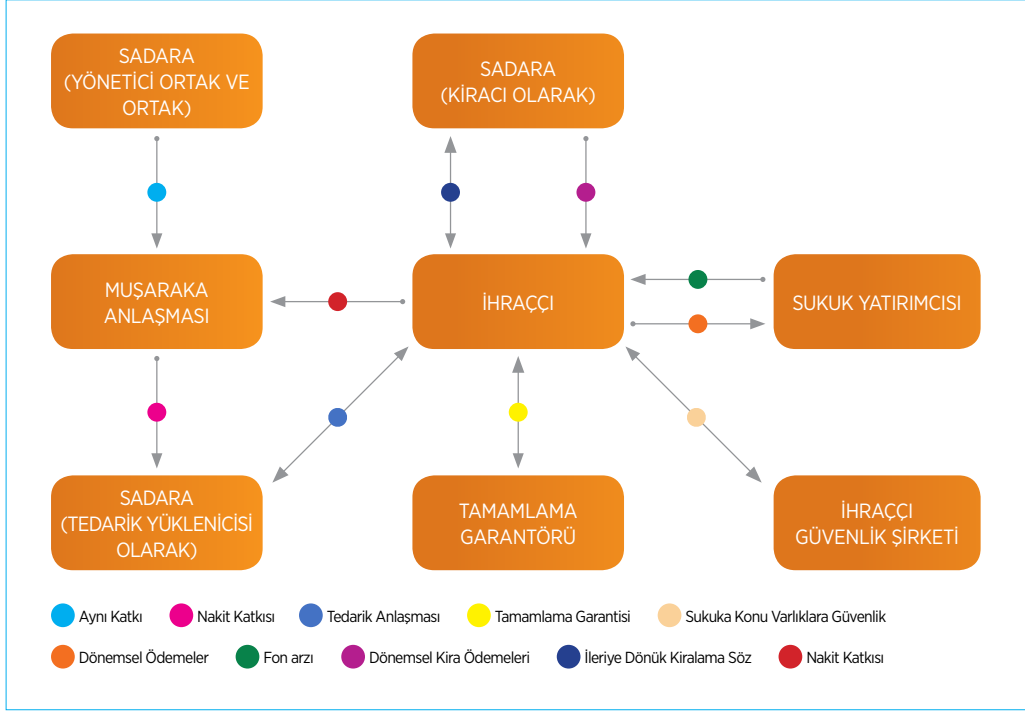 SADARA
(YÖNETİCİ ORTAK VE
ORTAK)
SADARA
(KİRACI OLARAK)
MUŞARAKA
ANLAŞMASI
İHRAÇÇI
SUKUK YATIRIMCISI
SADARA
(TEDARİK YÜKLENİCİSİ
OLARAK)
TAMAMLAMA
GARANTÖRÜ
İHRAÇÇI
GÜVENLİK ŞİRKETİ
Aynı Katkı
Nakit Katkısı
Tedarik Anlaşması
Tamamlama Garantisi
Sukuka Konu Varlıklara Güvenlik
Dönemsel Ödemeler
Fon arzı
Dönemsel Kira Ödemeleri
İleriye Dönük Kiralama Söz
Nakit Katkısı